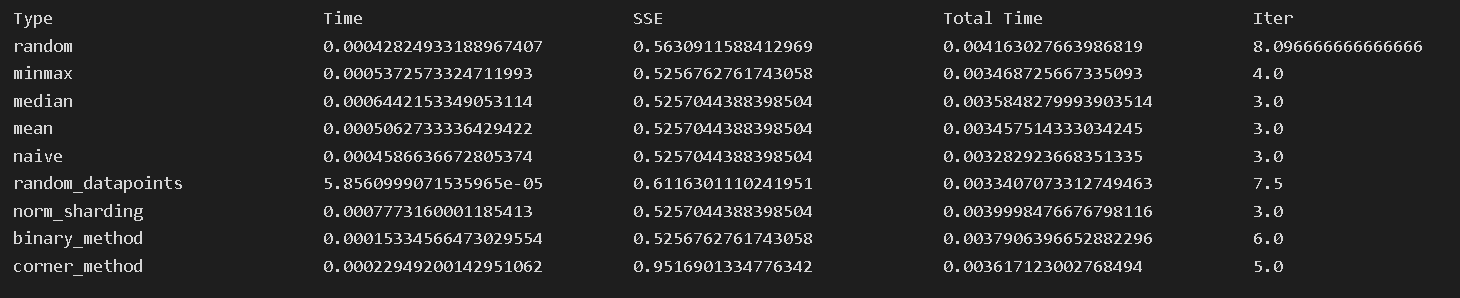 Type Time SSE Total Time Iter
random 0.00042824933188967407 0.5630911588412969 0.004163027663986819 8.096666666666666
minmax 0.0005372573324711993 0.5256762761743058 0.003468725667335093 4.0
median 0.0006442153349053114 0.5257044388398504 0.0035848279993903514 3.0
mean 0.0005062733336429422 0.5257044388398504 0.003457514333034245 3.0
naive 0.0004586636672805374 0.5257044388398504 0.003282923668351335 3.0
random_datapoints 5.8560999071535965e-05 0.6116301110241951 0.0033407073312749463 7.5
norm_sharding 0.0007773160001185413 0.5257044388398504 0.0039998476676798116 3.0
binary_method 0.00015334566473029554 0.5256762761743058 0.0037906396652882296 6.0
corner_method 0.00022949200142951062 0.9516901334776342 0.003617123002768494 5.0